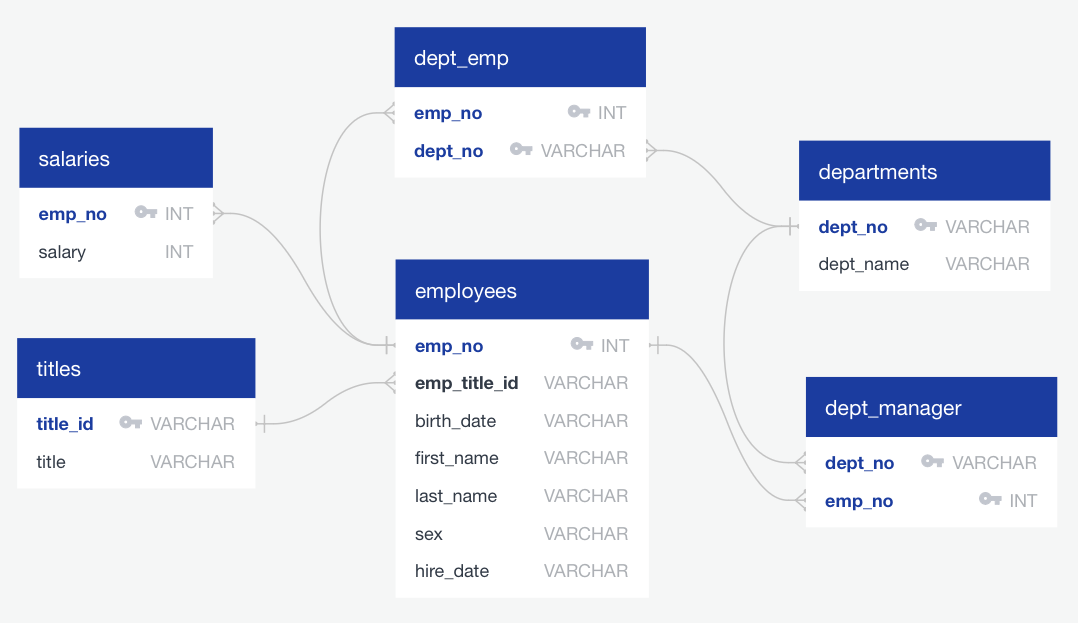 dept_emp
emp_no INT
dept_no VARCHAR
salaries
emp_no INT
salary INT
departments
dept_no VARCHAR
dept_name VARCHAR
employees
emp_no INT
emp_title_id VARCHAR
birth_date VARCHAR
first_name VARCHAR
last_name VARCHAR
sex VARCHAR
hire_date VARCHAR
titles
title_id VARCHAR
title VARCHAR
dept_manager
dept_no VARCHAR
emp_no INT